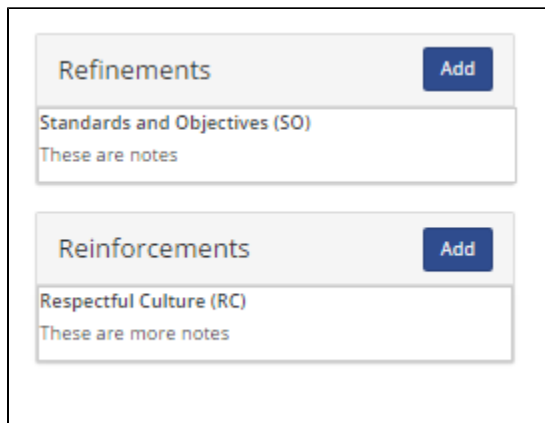 Refinements
Add
Standards and Objectives (SO)
These are notes
Reinforcements
Add
Respectful Culture (RC)
These are more notes